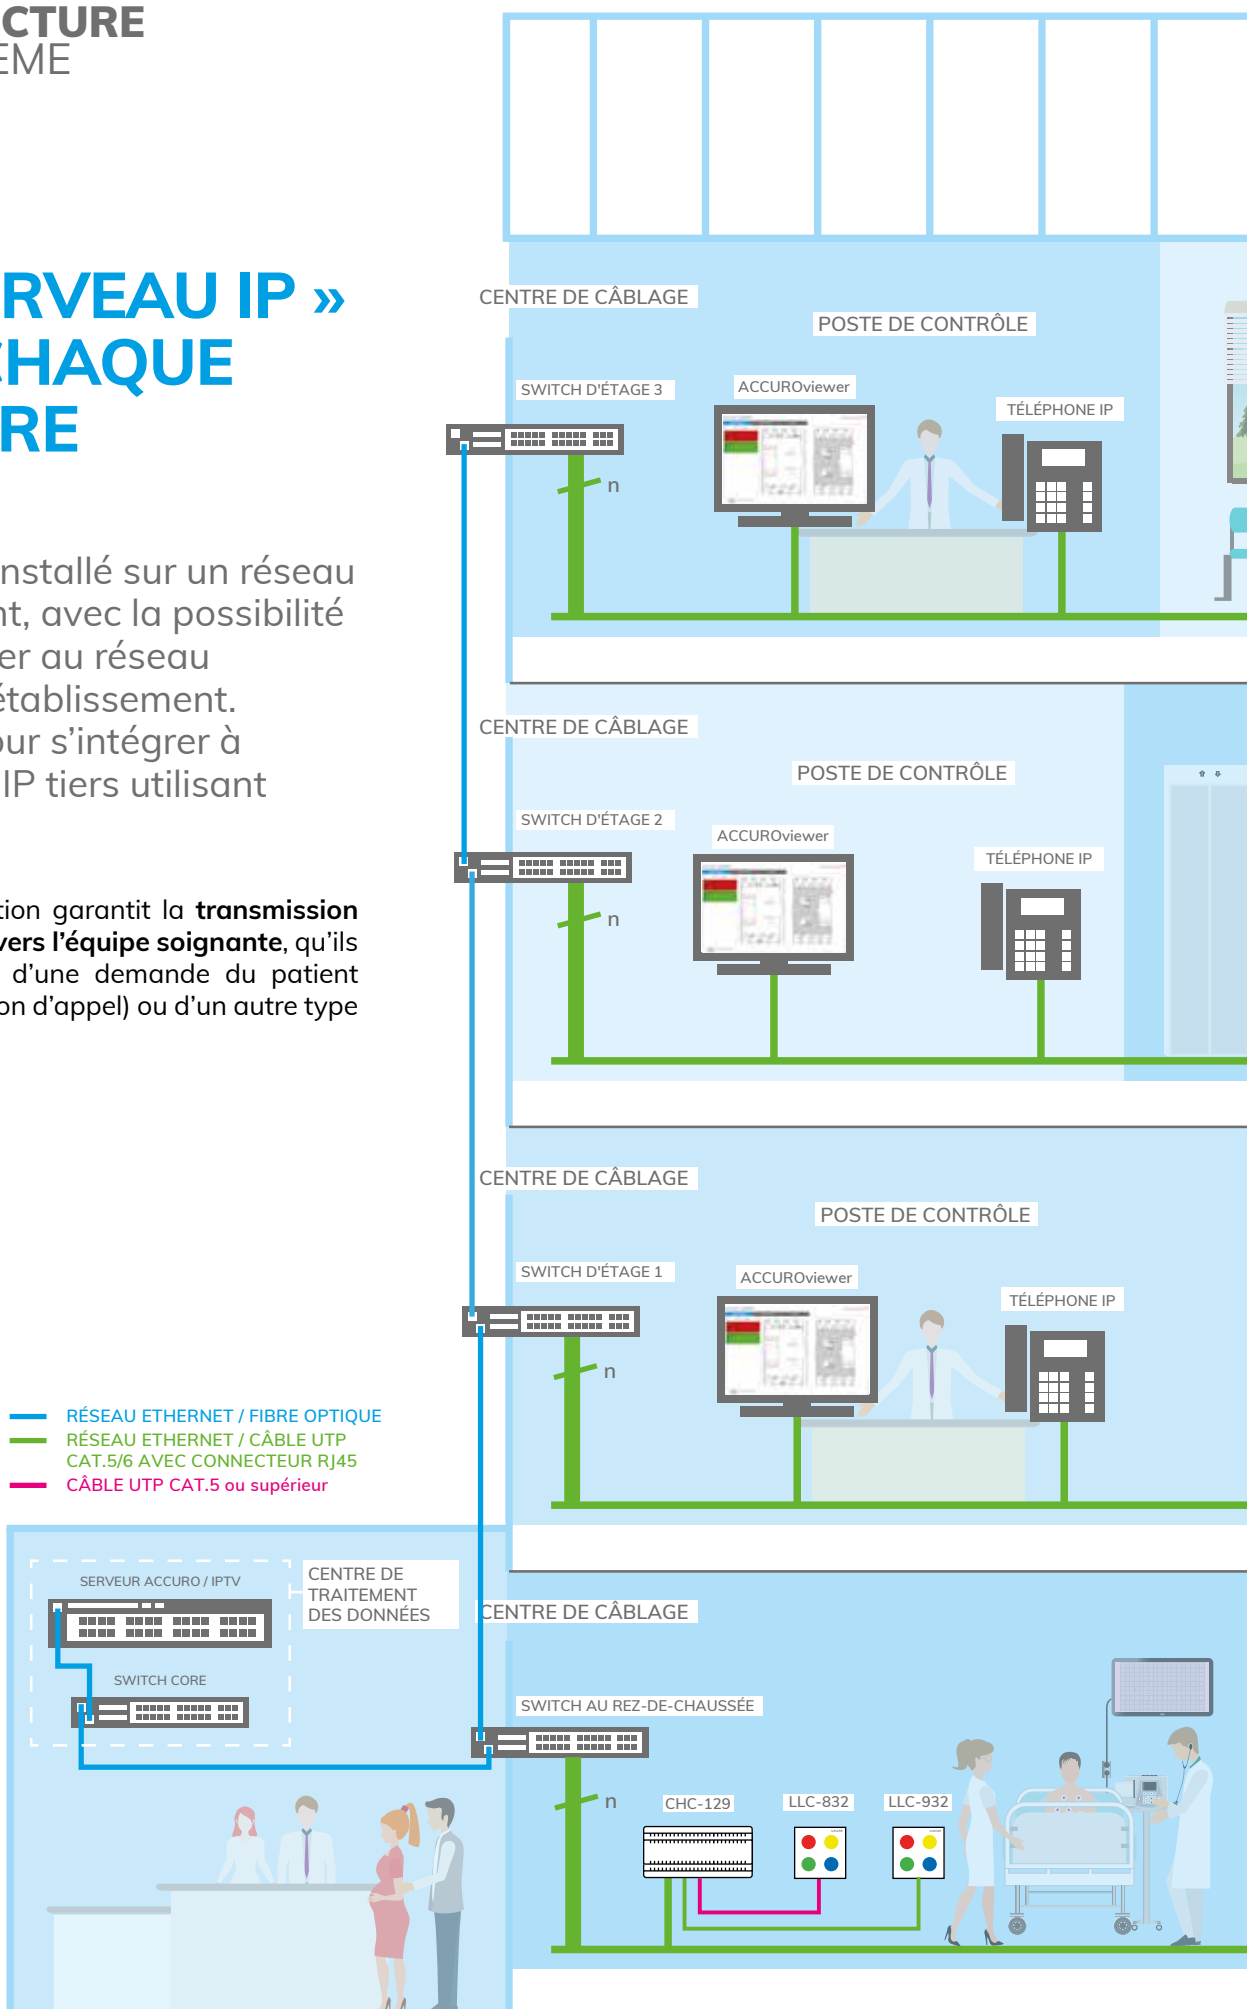 CTURE
EME
RVEAU IP »
CHAQUE
RE
nstallé sur un réseau
nt, avec la possibilité
er au réseau
établissement.
our s’intégrer à
IP tiers utilisant
tion garantit la transmission
vers l’équipe soignante, qu’ils
d’une demande du patient
on d’appel) ou d’un autre type
RÉSEAU ETHERNET / FIBRE OPTIQUE
RÉSEAU ETHERNET / CÂBLE UTP
CAT.5/6 AVEC CONNECTEUR RJ45
CÂBLE UTP CAT.5 ou supérieur
CENTRE DE CÂBLAGE
POSTE DE CONTRÔLE
SWITCH D'ÉTAGE 3
ACCUROviewer
TÉLÉPHONE IP
n
CENTRE DE CÂBLAGE
POSTE DE CONTRÔLE
SWITCH D'ÉTAGE 2
ACCUROviewer
TÉLÉPHONE IP
n
CENTRE DE CÂBLAGE
POSTE DE CONTRÔLE
SWITCH D'ÉTAGE 1
ACCUROviewer
TÉLÉPHONE IP
n
SERVEUR ACCURO / IPTV
CENTRE DE
TRAITEMENT
DES DONNÉES
SWITCH CORE
CENTRE DE CÂBLAGE
SWITCH AU REZ-DE-CHAUSSÉE
n
CHC-129
LLC-832
LLC-932